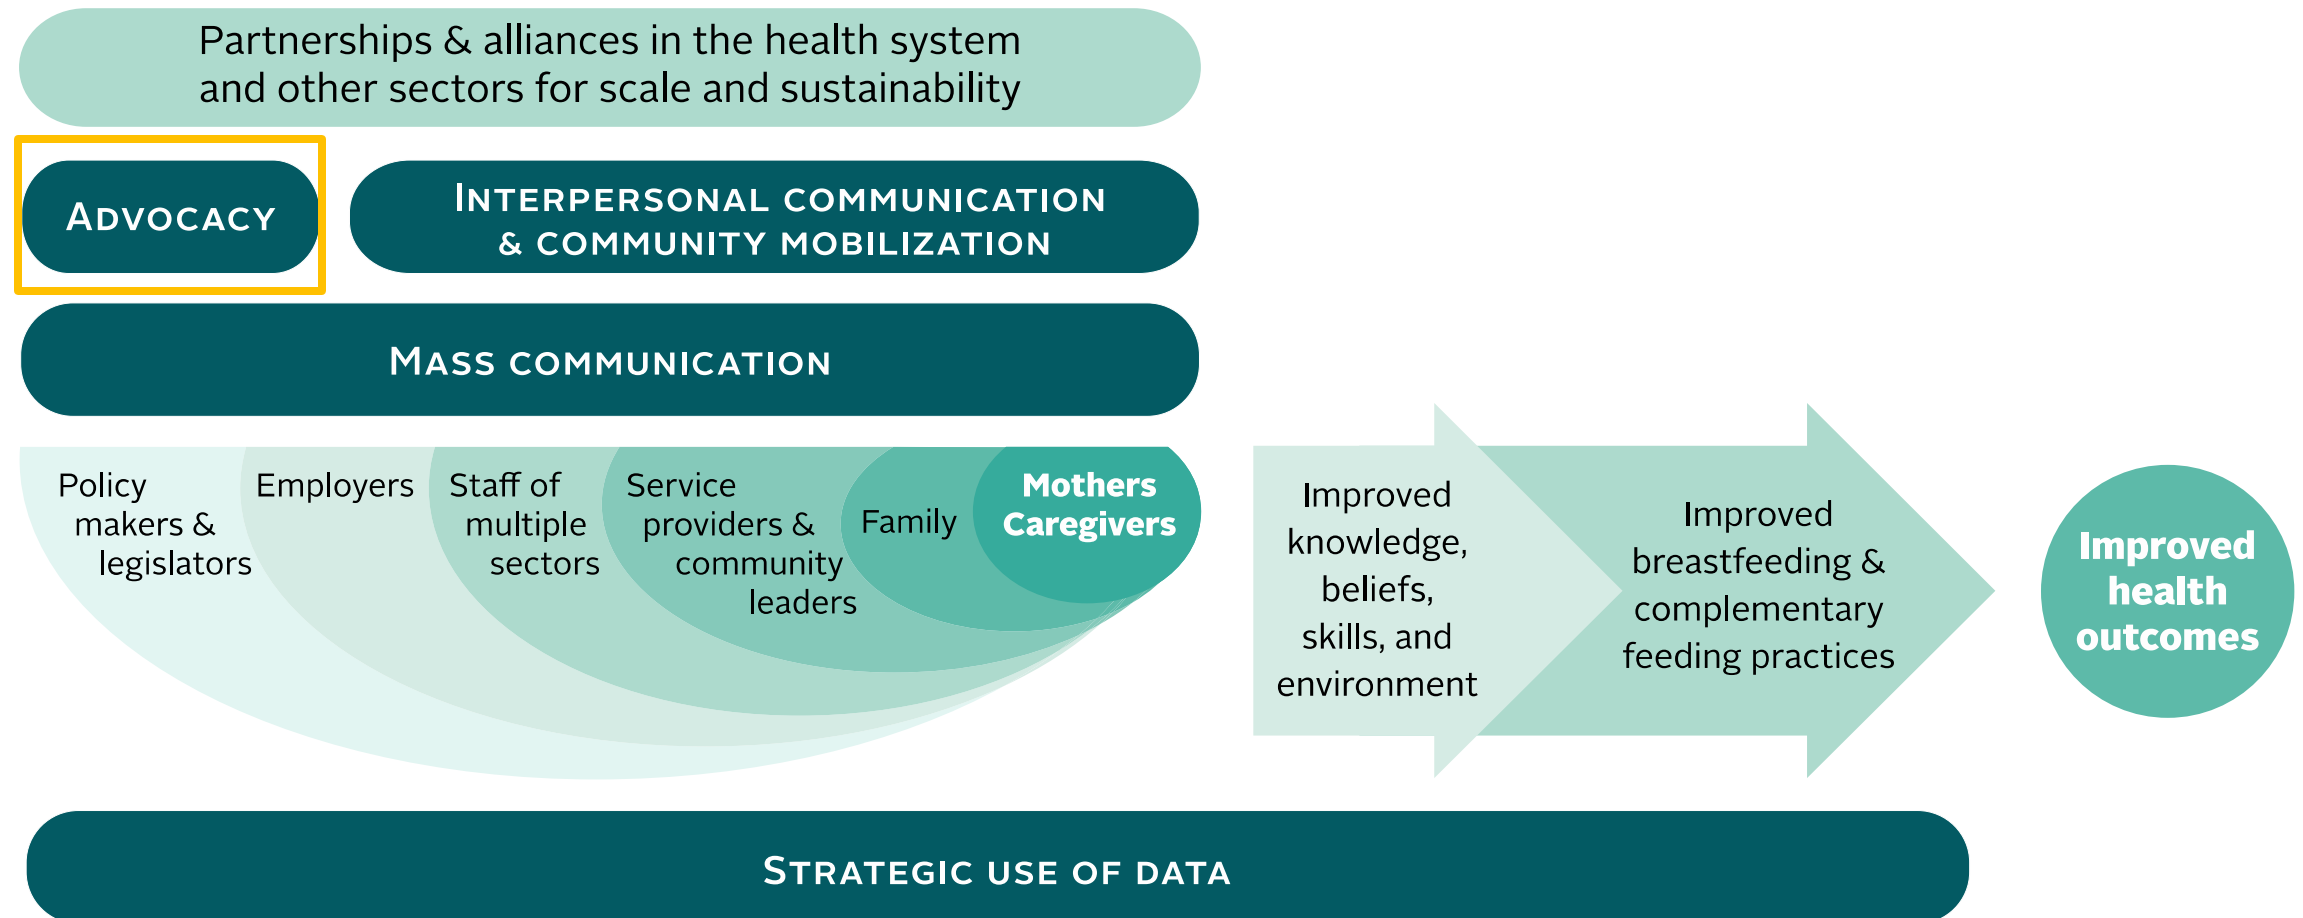 Partnerships & alliances in the health system
and other sectors for scale and sustainability
ADVOCACY
INTERPERSONAL COMMUNICATION
& COMMUNITY MOBILIZATION
MASS COMMUNICATION
Policy
makers &
legislators
Employers
Staff of
multiple
sectors
Service
providers &
community
leaders
Family
Mothers
Caregivers
Improved
knowledge,
beliefs,
skills, and
environment
Improved
breastfeeding &
complementary
feeding practices
Improved
health
outcomes
STRATEGIC USE OF DATA